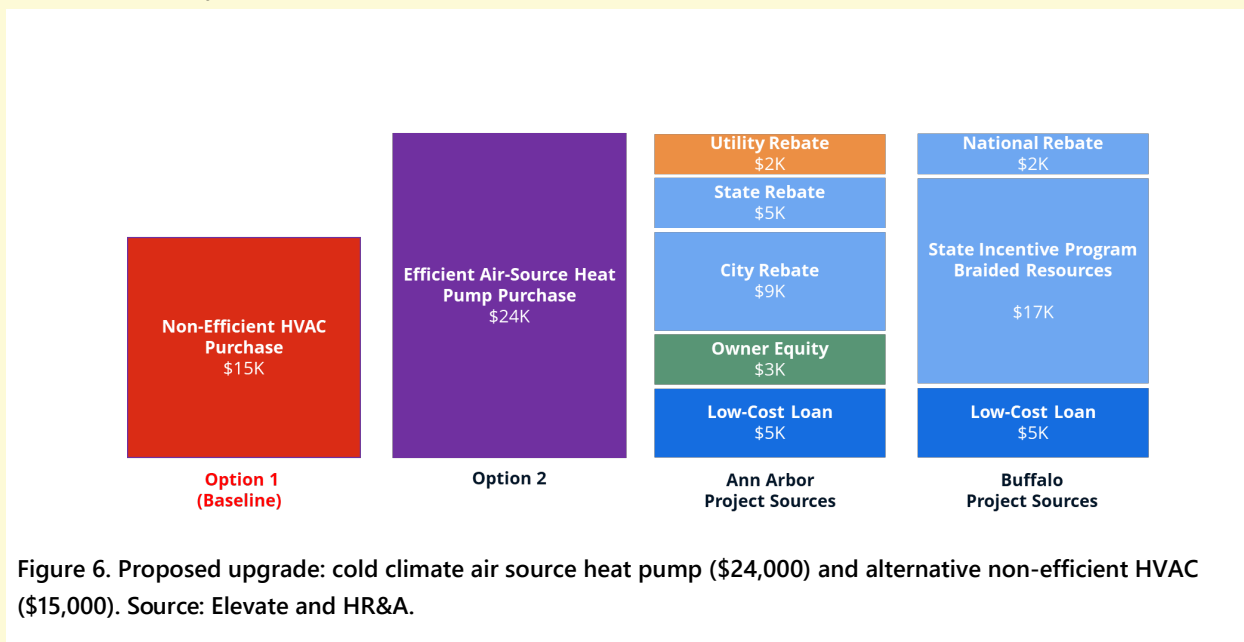 Non-Efficient HVAC
Purchase
$15K
Option 1
(Baseline)
Efficient Air-Source Heat
Pump Purchase
$24K
Option 2
Utility Rebate
$2K
State Rebate
$5K
City Rebate
$9K
Owner Equity
$3K
Low-Cost Loan
$5K
Ann Arbor
Project Sources
National Rebate
$2K
State Incentive Program
Braided Resources
$17K
Low-Cost Loan
$5K
Buffalo
Project Sources
Figure 6. Proposed upgrade: cold climate air source heat pump ($24,000) and alternative non-efficient HVAC
($15,000). Source: Elevate and HR&A.